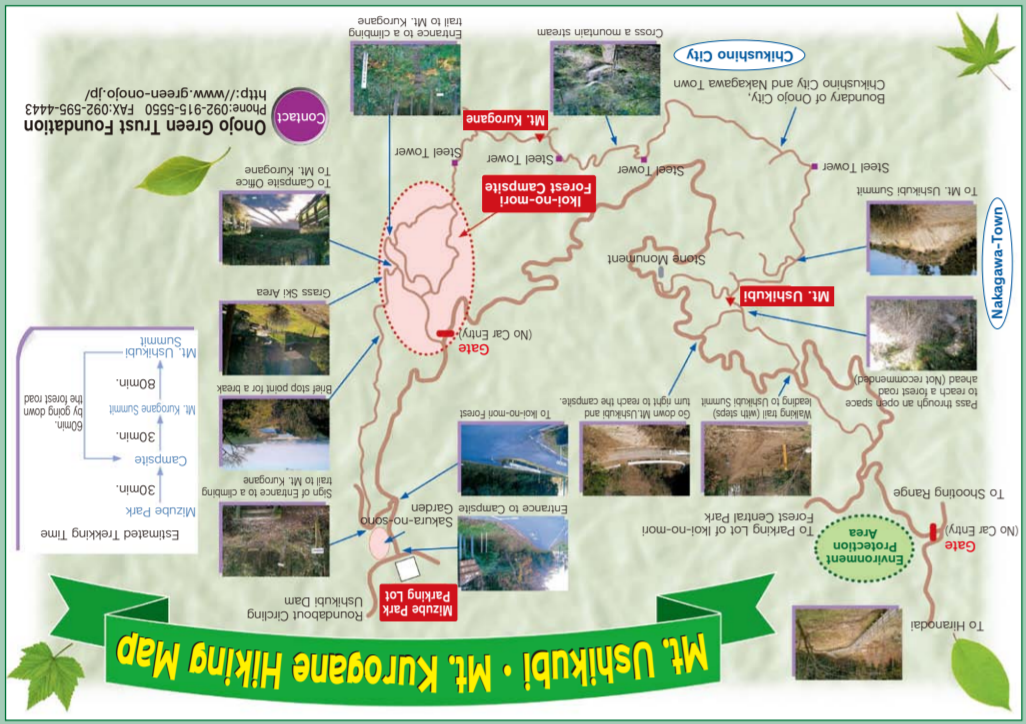 Mt. Ushikubi・Mt. Kurogane Hiking Map
To Hiranodai
Gate
(No Car Entry)
To Shooting Range
Environment
Protection
Area
To Parking Lot of Ikoi-no-mori
Forest Central Park
Mizube Park
Parking
Lot
Roundabout Circling
Ushikubi Dam
Entrance to Campsite
Sakura-no-sono
Garden
Sign of Entrance to a climbing
trail to Mt. Kurogane
Estimated Trekking Time
Mizube Park
30min.
Campsite
30min.
Mt. Kurogane Summit
80min.
Mt. Ushikubi
Summit
60min.
by going down
the forest road
Walking trail (with steps)
leading to Ushikubi Summit
Go down Mt.Ushikubi and
turn right to reach the campsite.
To Ikoi-no-mori Forest
Brief stop point for a break
Pass through an open space
to reach a forest road
ahead (Not recommended)
Gate
(No Car Entry)
Grass Ski Area
Mt. Ushikubi
Stone Monument
Nakagawa-Town
To Mt. Ushikubi Summit
Ikoi-no-mori
Forest Campsite
To Campsite Office
To Mt. Kurogane
Steel Tower
Steel Tower
Steel Tower
Steel Tower
Mt. Kurogane
Boundary of Onojo City,
Chikushino City and Nakagawa Town
Chikushino City
Cross a mountain stream
Entrance to a climbing
trail to Mt. Kurogane
Contact
Onojo Green Trust Foundation
Phone:092-915-5550 FAX:092-595-4443
http://www.green-onojo.jp/